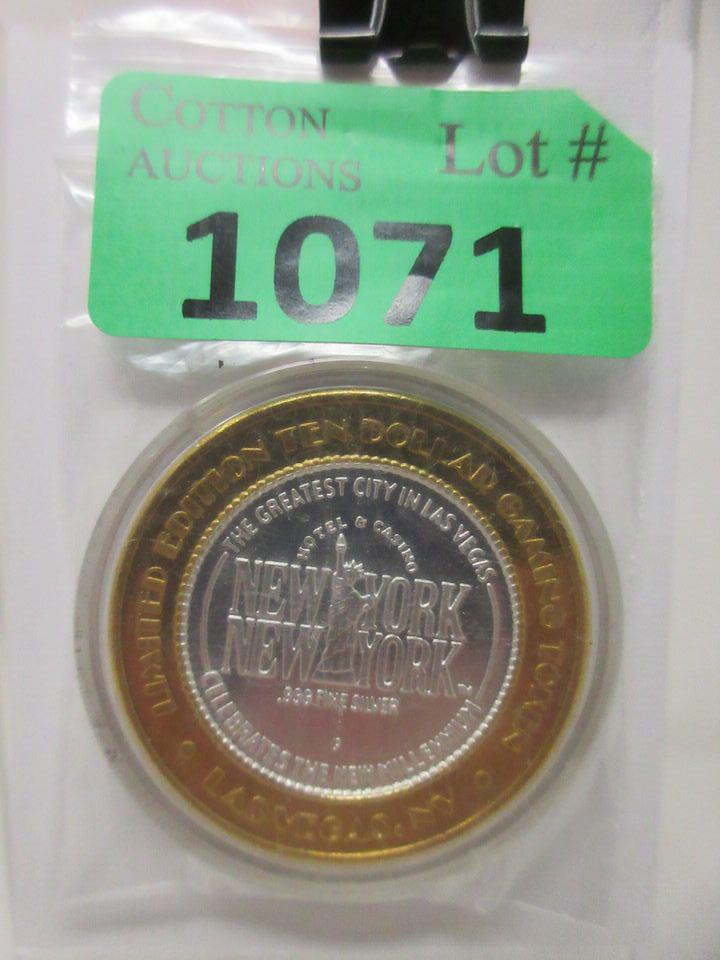 COTTON
AUCTIONS
Lot #
1071
LIMITED EDITION TEN DOLLAR GAMING TOKEN
THE GREATEST CITY IN LAS VEGAS
HOTEL & CASINO
NEW YORK
NEW YORK
.999 FINE SILVER
CELEBRATES THE NEW MILLENNIUM
LAS VEGAS, NV